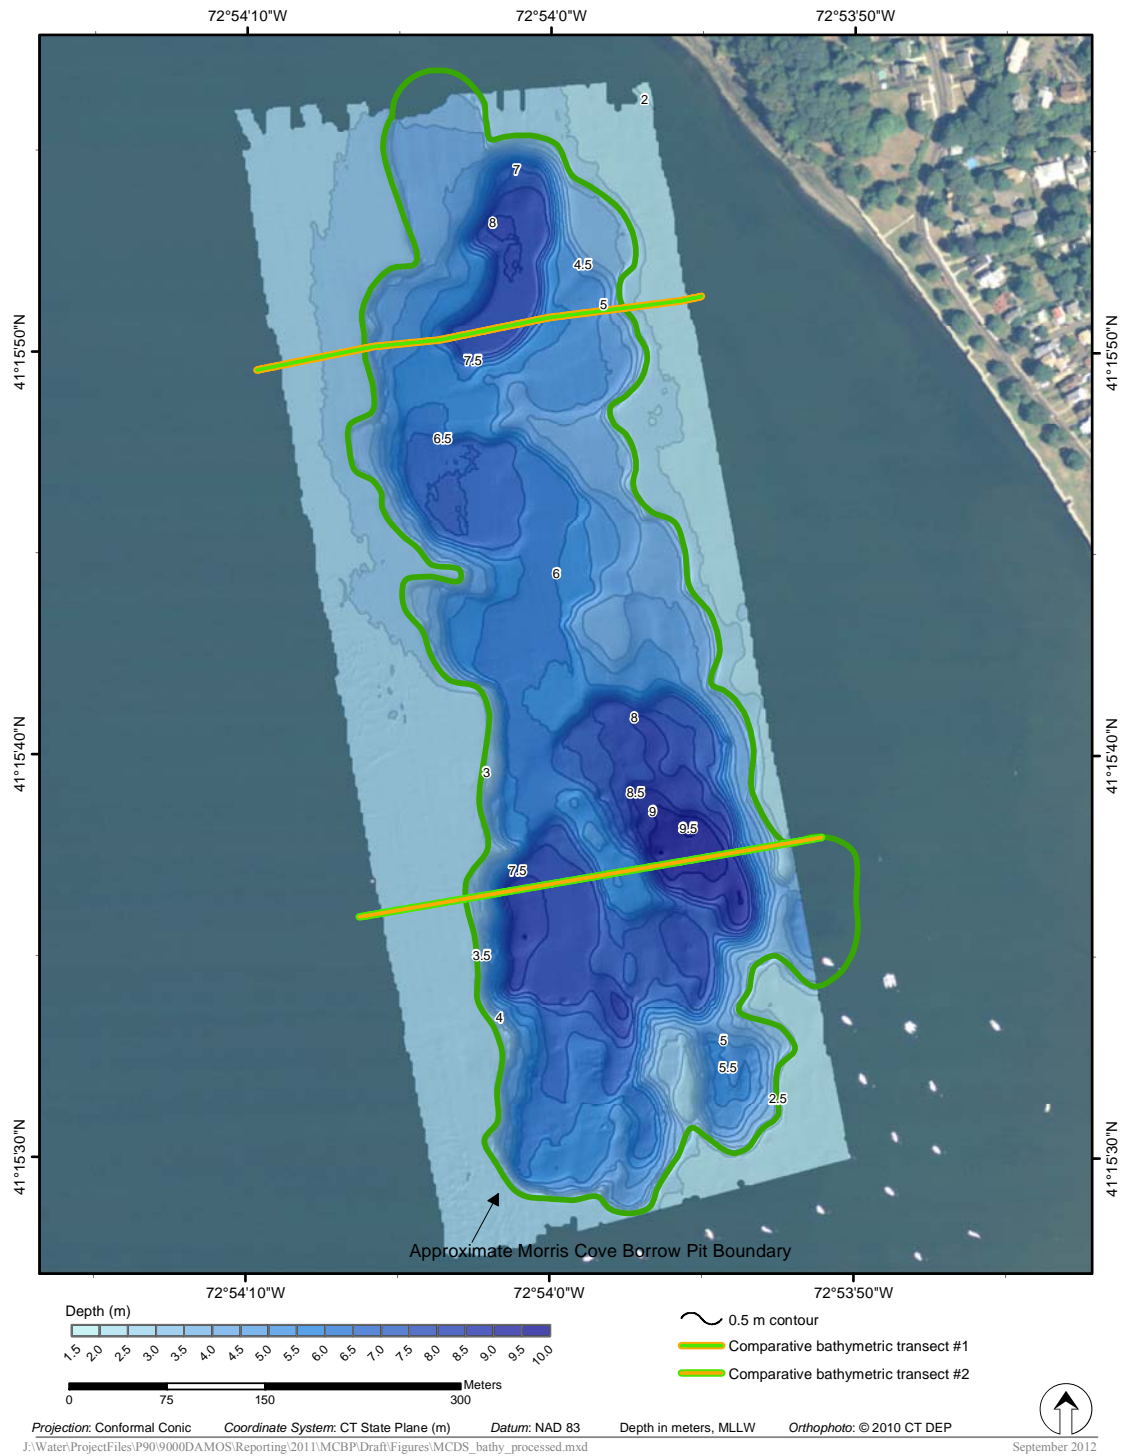 72°54'10"W 72°54'0"W 72°53'50"W
2
7
8
4.5
5
41°15'50"N 41°15'50"N
7.5
6.5
6
8
41°15'40"N 41°15'40"N
3
8.5
9
9.5
7.5
3.5
4
5
5.5
2.5
41°15'30"N 41°15'30"N
Approximate Morris Cove Borrow Pit Boundary
72°54'10"W 72°54'0"W 72°53'50"W
Depth (m)
1.5 2.0 2.5 3.0 3.5 4.0 4.5 5.0 5.5 6.0 6.5 7.0 7.5 8.0 8.5 9.0 9.5 10.0
Meters
0 75 150 300
0.5 m contour
Comparative bathymetric transect #1
Comparative bathymetric transect #2
Projection: Conformal Conic Coordinate System: CT State Plane (m) Datum: NAD 83 Depth in meters, MLLW Orthophoto: © 2010 CT DEP
J:\Water\ProjectFiles\P90\9000DAMOS\Reporting\2011\MCBP\Draft\Figures\MCDS_bathy_processed.mxd September 2012